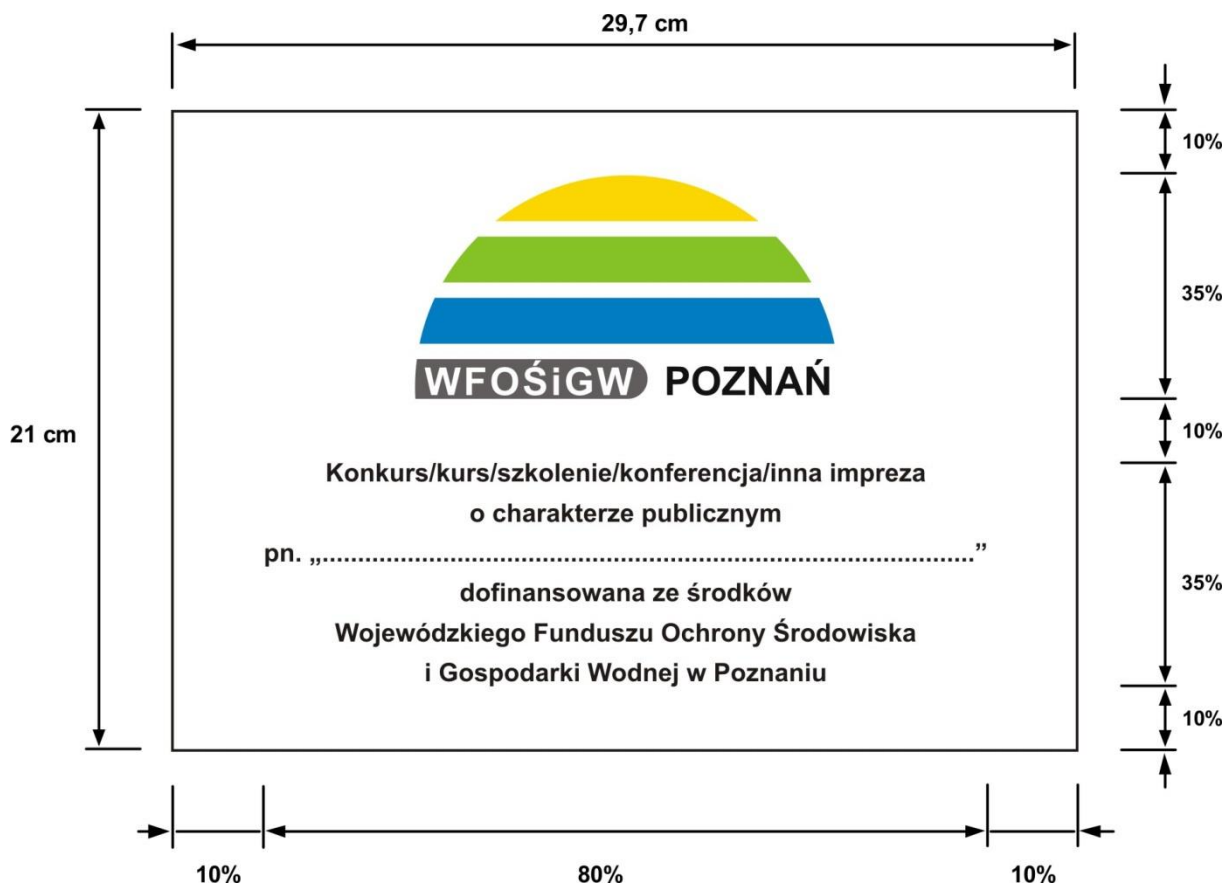 29,7 cm
10%
35%
WFOŚiGW POZNAŃ
10%
21 cm
Konkurs/kurs/szkolenie/konferencja/inna impreza
o charakterze publicznym
pn. „............................................................................................”
dofinansowana ze środków
35%
Wojewódzkiego Funduszu Ochrony Środowiska
i Gospodarki Wodnej w Poznaniu
10%
10% 80% 10%